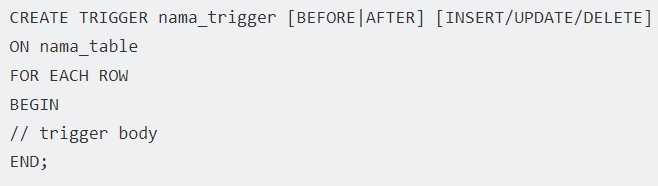 CREATE TRIGGER nama_trigger [BEFORE|AFTER] [INSERT/UPDATE/DELETE]
ON nama_table
FOR EACH ROW
BEGIN
// trigger body
END;